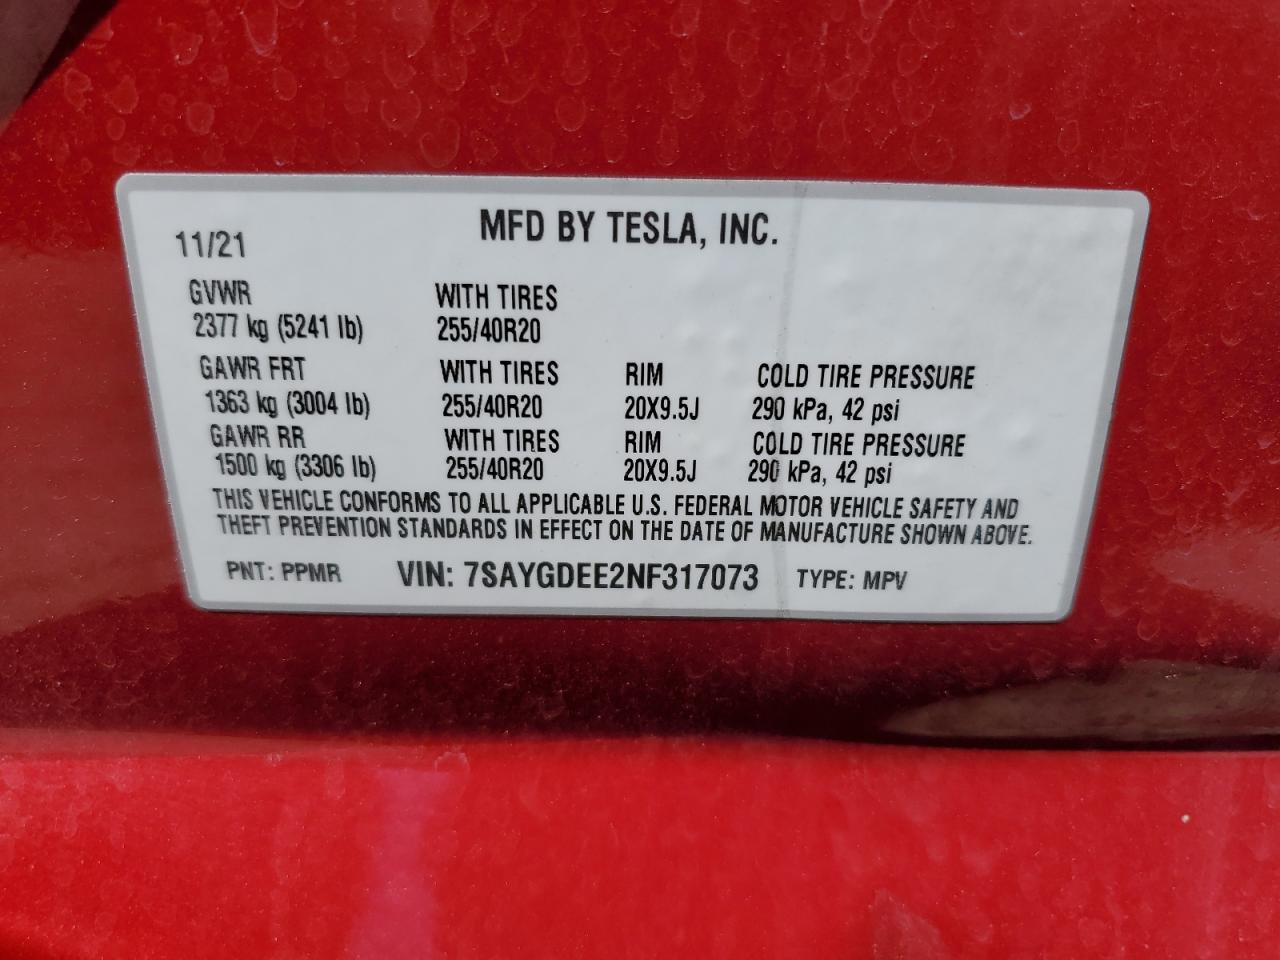 MFD BY TESLA, INC.
11/21
GVWR WITH TIRES
2377 kg (5241 lb) 255/40R20
GAWR FRT WITH TIRES RIM COLD TIRE PRESSURE
1363 kg (3004 lb) 255/40R20 20X9.5J 290 kPa, 42 psi
GAWR RR WITH TIRES RIM COLD TIRE PRESSURE
1500 kg (3306 lb) 255/40R20 20X9.5J 290 kPa, 42 psi
THIS VEHICLE CONFORMS TO ALL APPLICABLE U.S. FEDERAL MOTOR VEHICLE SAFETY AND
THEFT PREVENTION STANDARDS IN EFFECT ON THE DATE OF MANUFACTURE SHOWN ABOVE.
PNT: PPMR VIN: 7SAYGDEE2NF317073 TYPE: MPV